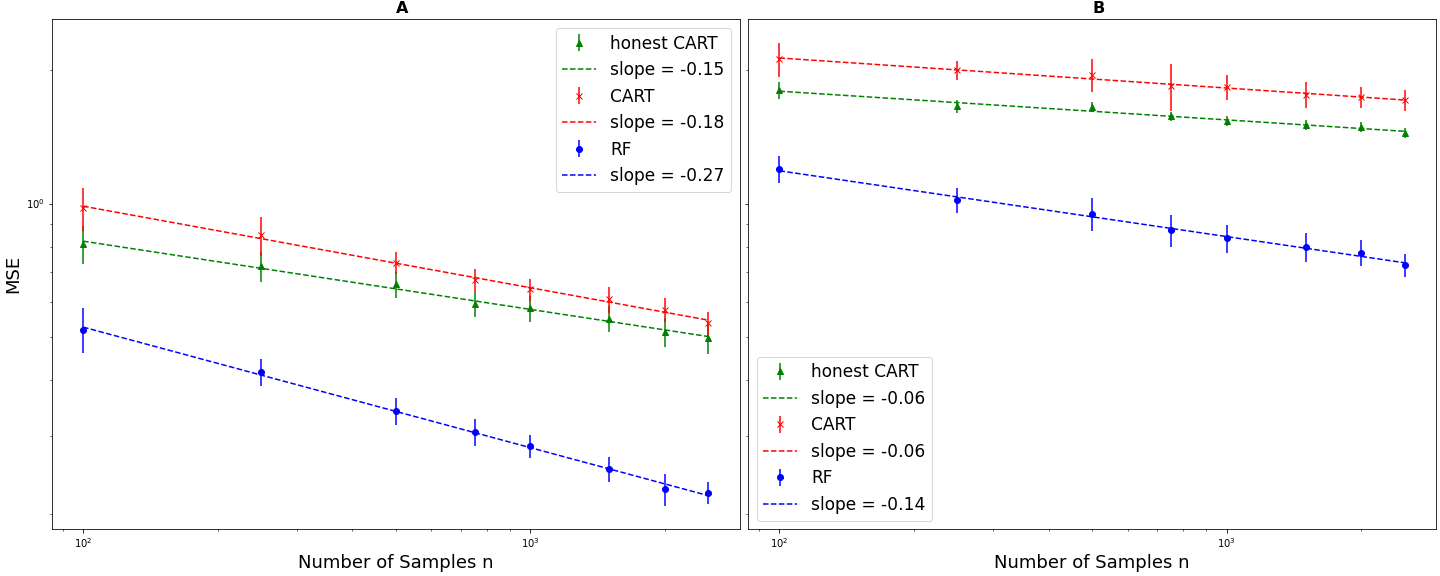 A
honest CART
slope = -0.15
CART
slope = -0.18
RF
slope = -0.27
MSE
10⁰
10²
10³
Number of Samples n
B
honest CART
slope = -0.06
CART
slope = -0.06
RF
slope = -0.14
10²
10³
Number of Samples n